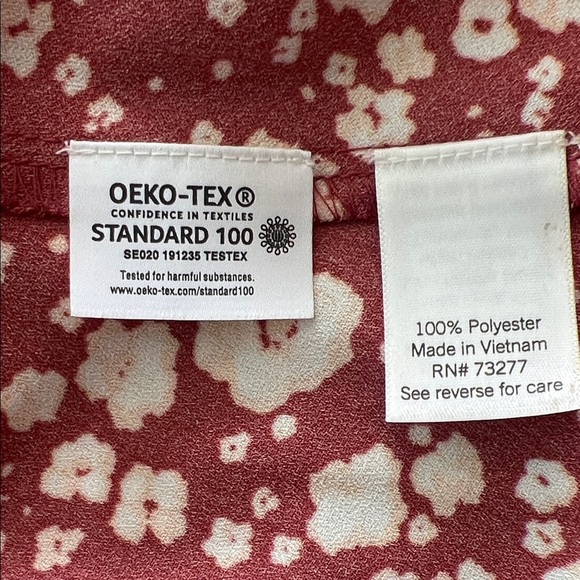 OEKO-TEX®
CONFIDENCE IN TEXTILES
STANDARD 100
SE020 191235 TESTEX
Tested for harmful substances.
www.oeko-tex.com/standard100
100% Polyester
Made in Vietnam
RN# 73277
See reverse for care